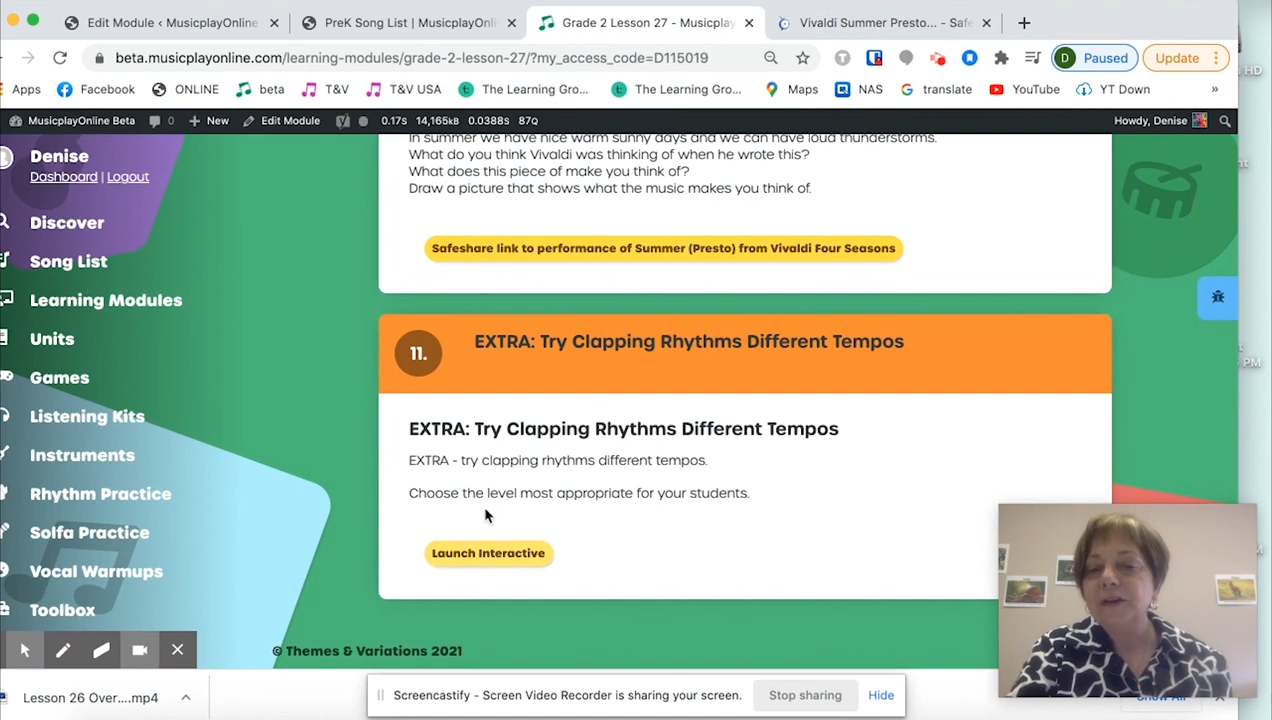 Edit Module ‹ MusicplayOnline
PreK Song List | MusicplayOnli
Grade 2 Lesson 27 - Musicplay
Vivaldi Summer Presto... - Safe
beta.musicplayonline.com/learning-modules/grade-2-lesson-27/?my_access_code=D115019
D Paused
Update
Apps
Facebook
ONLINE
beta
T&V
T&V USA
The Learning Gro...
The Learning Gro...
Maps
NAS
translate
YouTube
YT Down
»
MusicplayOnline Beta
0
New
Edit Module
0.17s 14,165kB 0.0388s 87Q
Howdy, Denise
Denise
Dashboard | Logout
Discover
Song List
Learning Modules
Units
Games
Listening Kits
Instruments
Rhythm Practice
Solfa Practice
Vocal Warmups
Toolbox
In summer we have nice warm sunny days and we can have loud thunderstorms.
What do you think Vivaldi was thinking of when he wrote this?
What does this piece of make you think of?
Draw a picture that shows what the music makes you think of.
Safeshare link to performance of Summer (Presto) from Vivaldi Four Seasons
11.
EXTRA: Try Clapping Rhythms Different Tempos
EXTRA: Try Clapping Rhythms Different Tempos
EXTRA - try clapping rhythms different tempos.
Choose the level most appropriate for your students.
Launch Interactive
© Themes & Variations 2021
Lesson 26 Over....mp4
Screencastify - Screen Video Recorder is sharing your screen.
Stop sharing
Hide
HD
PM